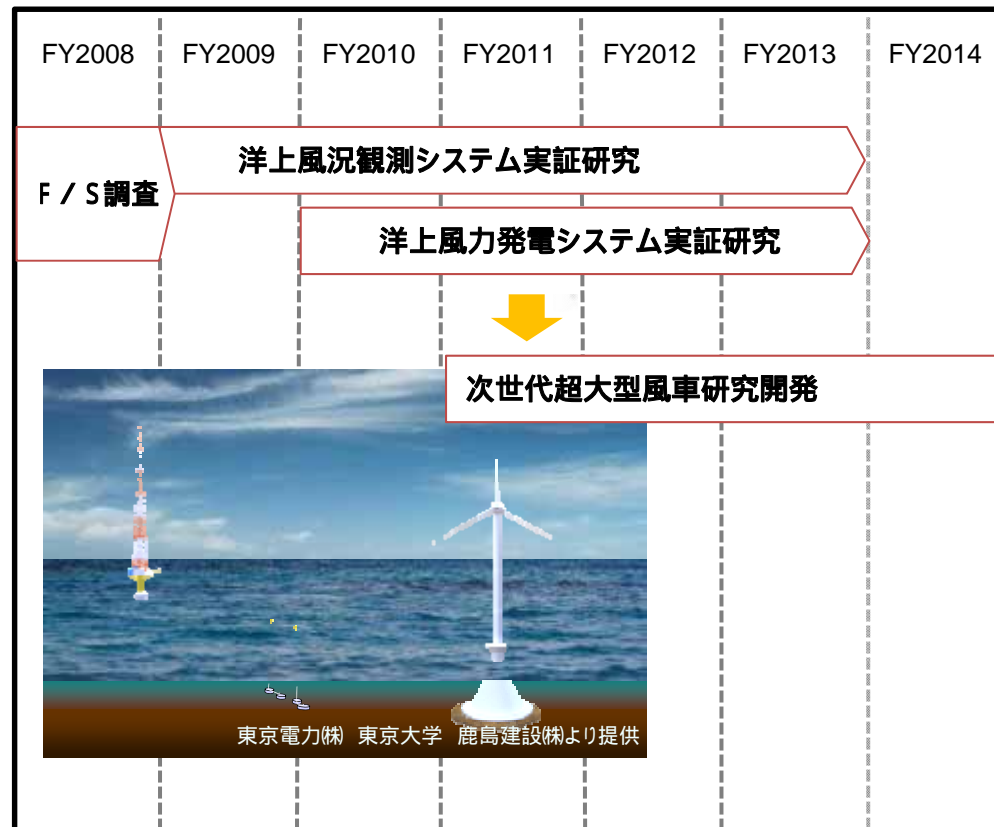 FY2008 FY2009 FY2010 FY2011 FY2012 FY2013 FY2014
洋上風況観測システム実証研究
F/S調査
洋上風力発電システム実証研究
次世代超大型風車研究開発
東京電力㈱ 東京大学 鹿島建設㈱より提供